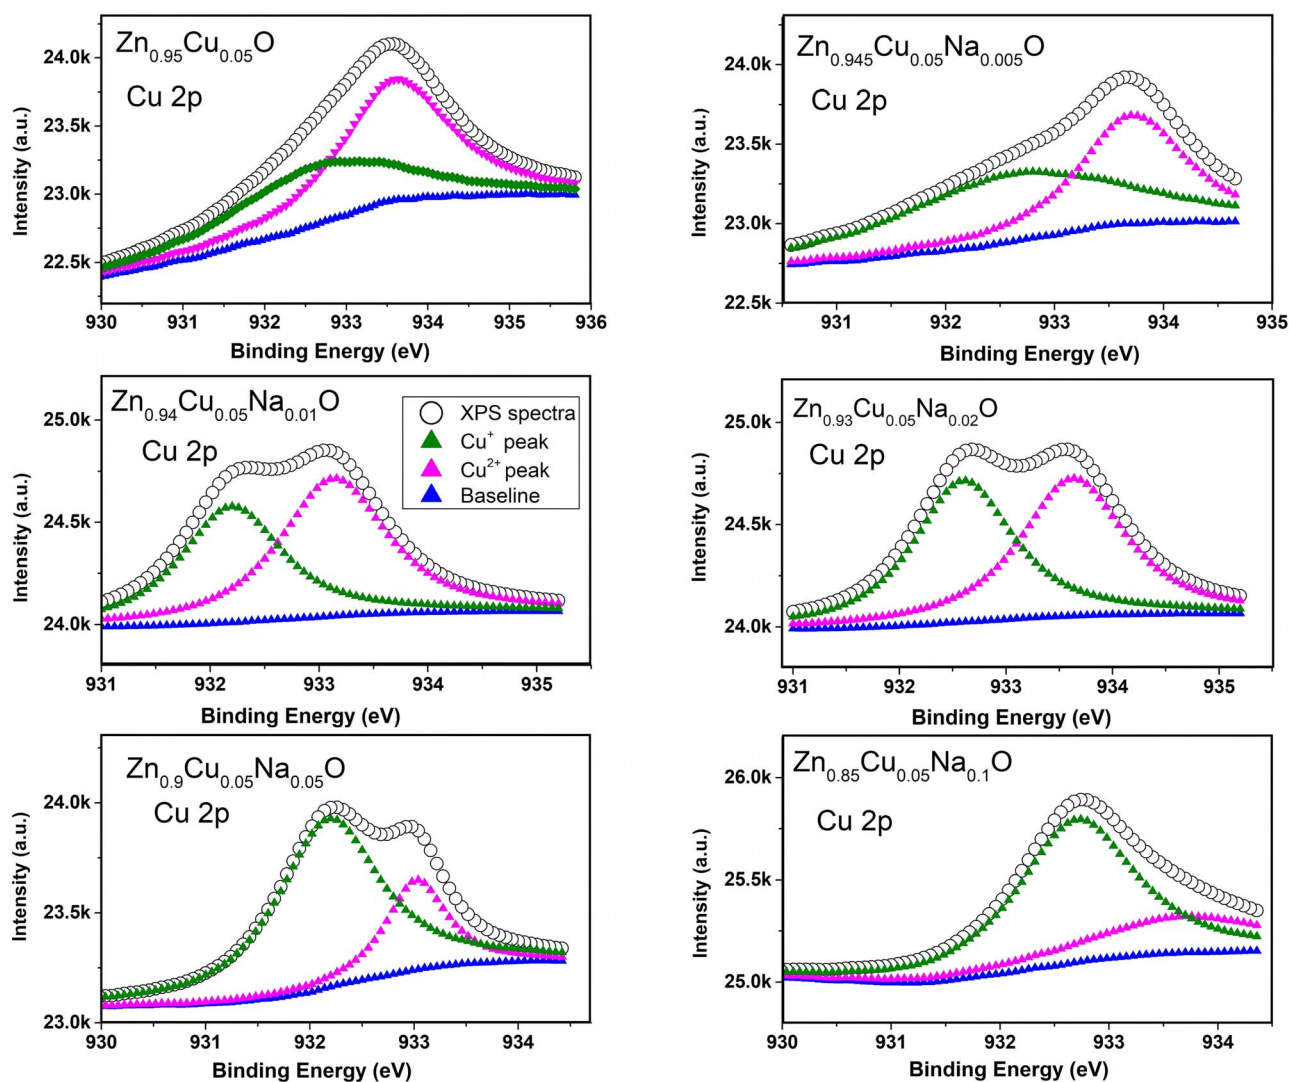 Zn0.95Cu0.05O
Cu 2p
24.0k
23.5k
23.0k
22.5k
Intensity (a.u.)
930 931 932 933 934 935 936
Binding Energy (eV)
Zn0.945Cu0.05Na0.005O
Cu 2p
24.0k
23.5k
23.0k
22.5k
Intensity (a.u.)
931 932 933 934 935
Binding Energy (eV)
Zn0.94Cu0.05Na0.01O
Cu 2p
XPS spectra
Cu+ peak
Cu2+ peak
Baseline
25.0k
24.5k
24.0k
Intensity (a.u.)
931 932 933 934 935
Binding Energy (eV)
Zn0.93Cu0.05Na0.02O
Cu 2p
25.0k
24.5k
24.0k
Intensity (a.u.)
931 932 933 934 935
Binding Energy (eV)
Zn0.9Cu0.05Na0.05O
Cu 2p
24.0k
23.5k
23.0k
Intensity (a.u.)
930 931 932 933 934
Binding Energy (eV)
Zn0.85Cu0.05Na0.1O
Cu 2p
26.0k
25.5k
25.0k
Intensity (a.u.)
930 931 932 933 934
Binding Energy (eV)